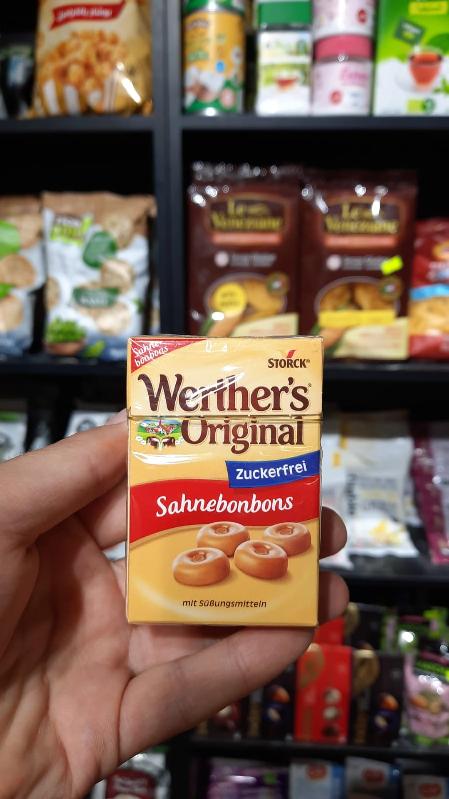 Le
Veneziane
Le
Veneziane
Sahne-
bonbons
STORCK®
Werther's®
Original
Zuckerfrei
Sahnebonbons
mit Süßungsmitteln